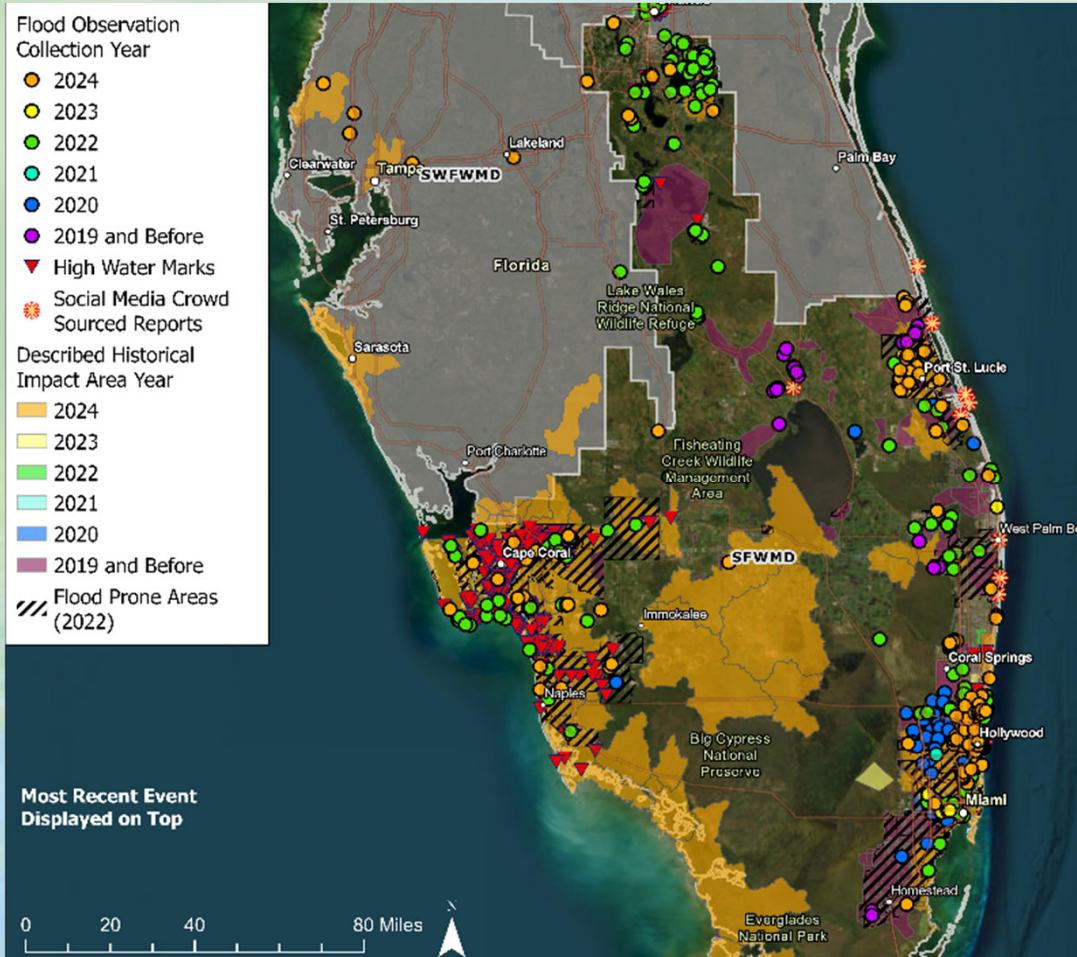 Flood Observation
Collection Year
2024
2023
2022
2021
2020
2019 and Before
High Water Marks
Social Media Crowd
Sourced Reports
Described Historical
Impact Area Year
2024
2023
2022
2021
2020
2019 and Before
Flood Prone Areas
(2022)
Lakeland
Palm Bay
Clearwater
Tampa
SWFWMD
St. Petersburg
Florida
Lake Wales
Ridge National
Wildlife Refuge
Sarasota
Port St. Lucie
Port Charlotte
Fisheating
Creek Wildlife
Management
Area
West Palm
Cape Coral
SFWMD
Immokalee
Coral Springs
Naples
Hollywood
Big Cypress
National
Preserve
Most Recent Event
Displayed on Top
Miami
Homestead
Everglades
National Park
N
0 20 40 80 Miles